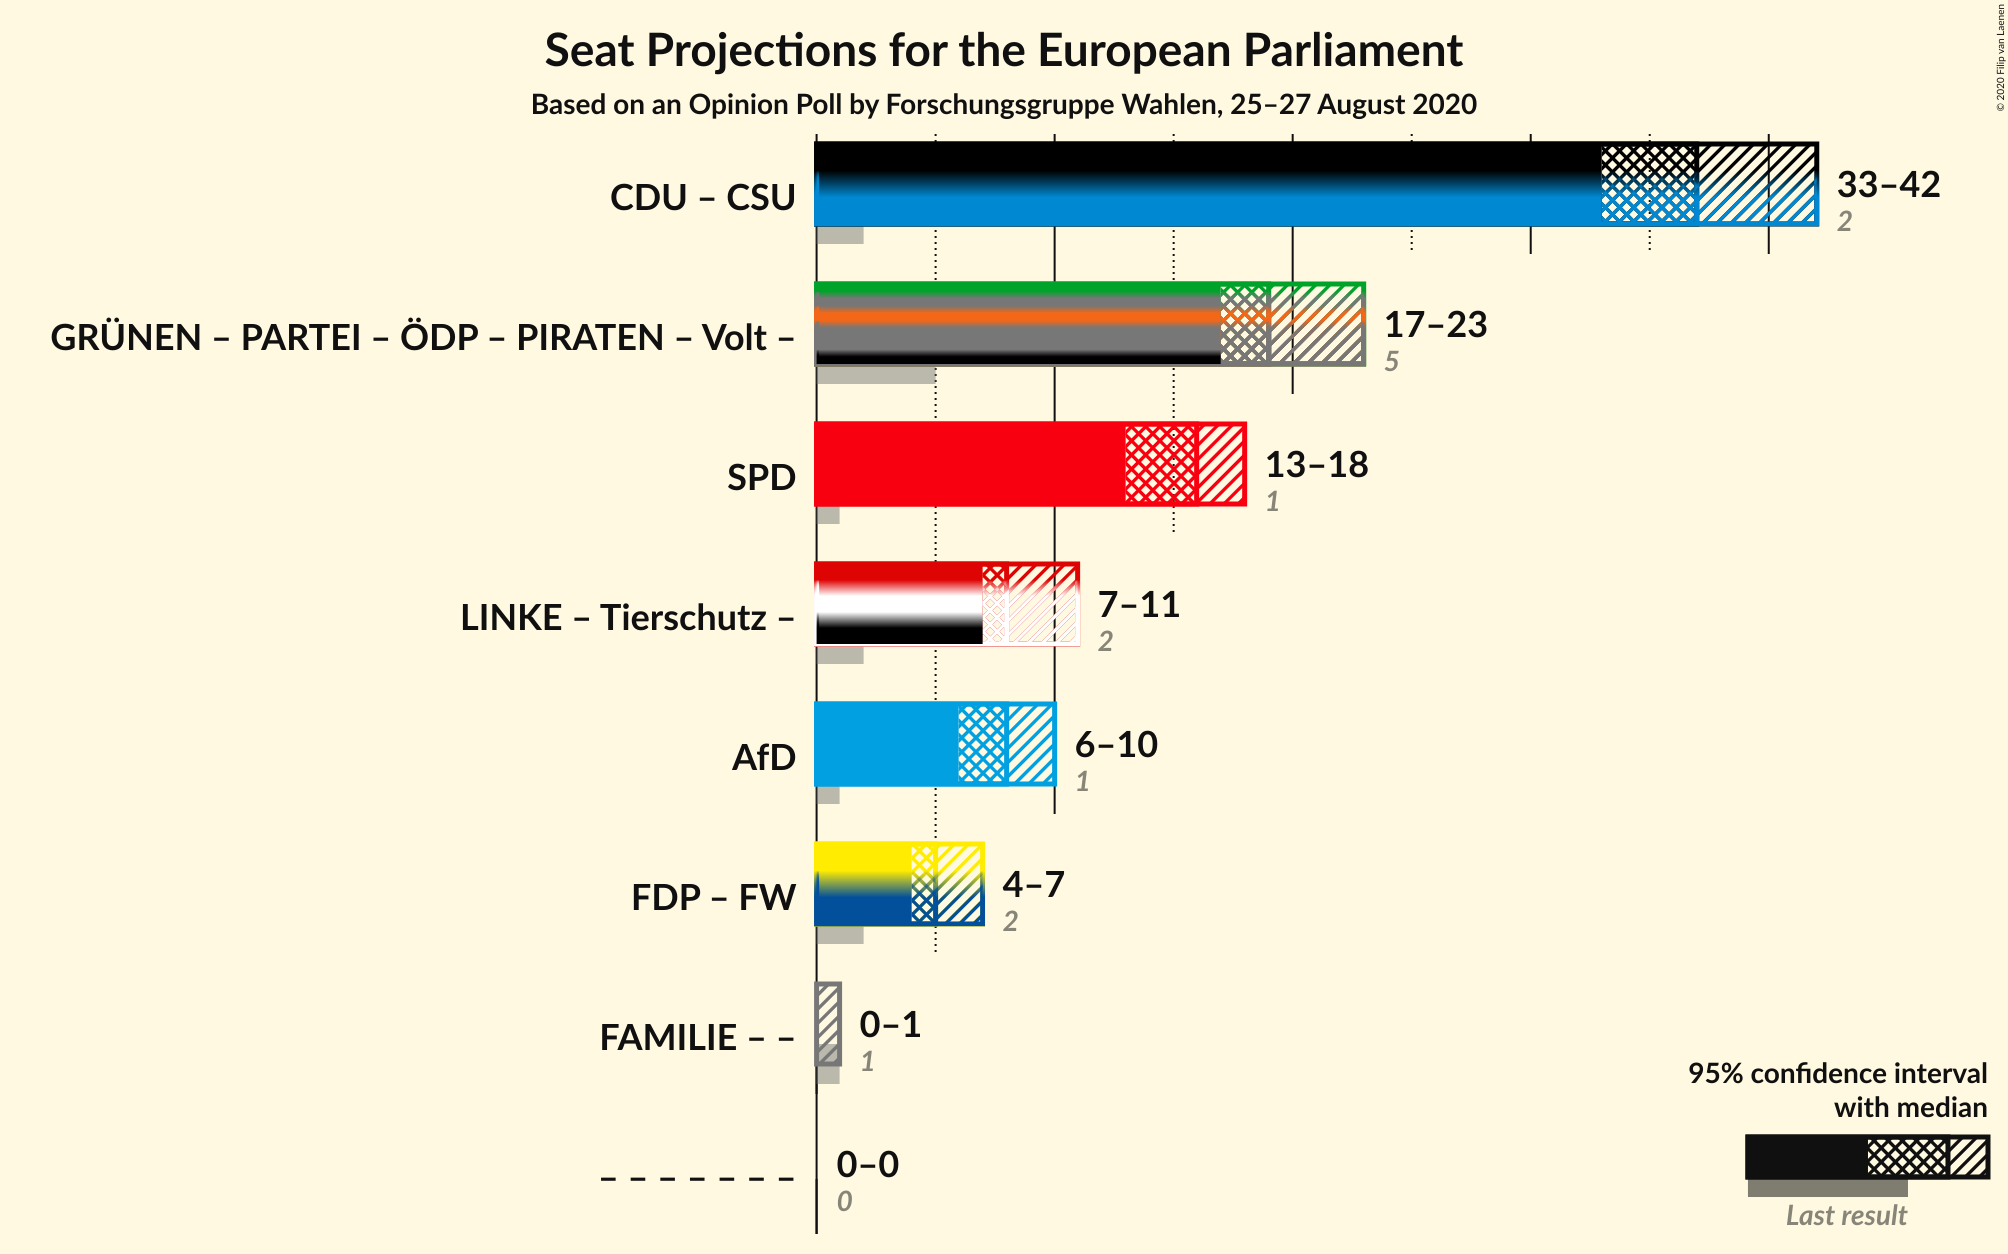 Seat Projections for the European Parliament
Based on an Opinion Poll by Forschungsgruppe Wahlen, 25–27 August 2020
© 2020 Filip van Laenen
CDU – CSU
33–42
2
GRÜNEN – PARTEI – ÖDP – PIRATEN – Volt –
17–23
5
SPD
13–18
1
LINKE – Tierschutz –
7–11
2
AfD
6–10
1
FDP – FW
4–7
2
FAMILIE – –
0–1
1
– – – – – – –
0–0
0
95% confidence interval
with median
Last result